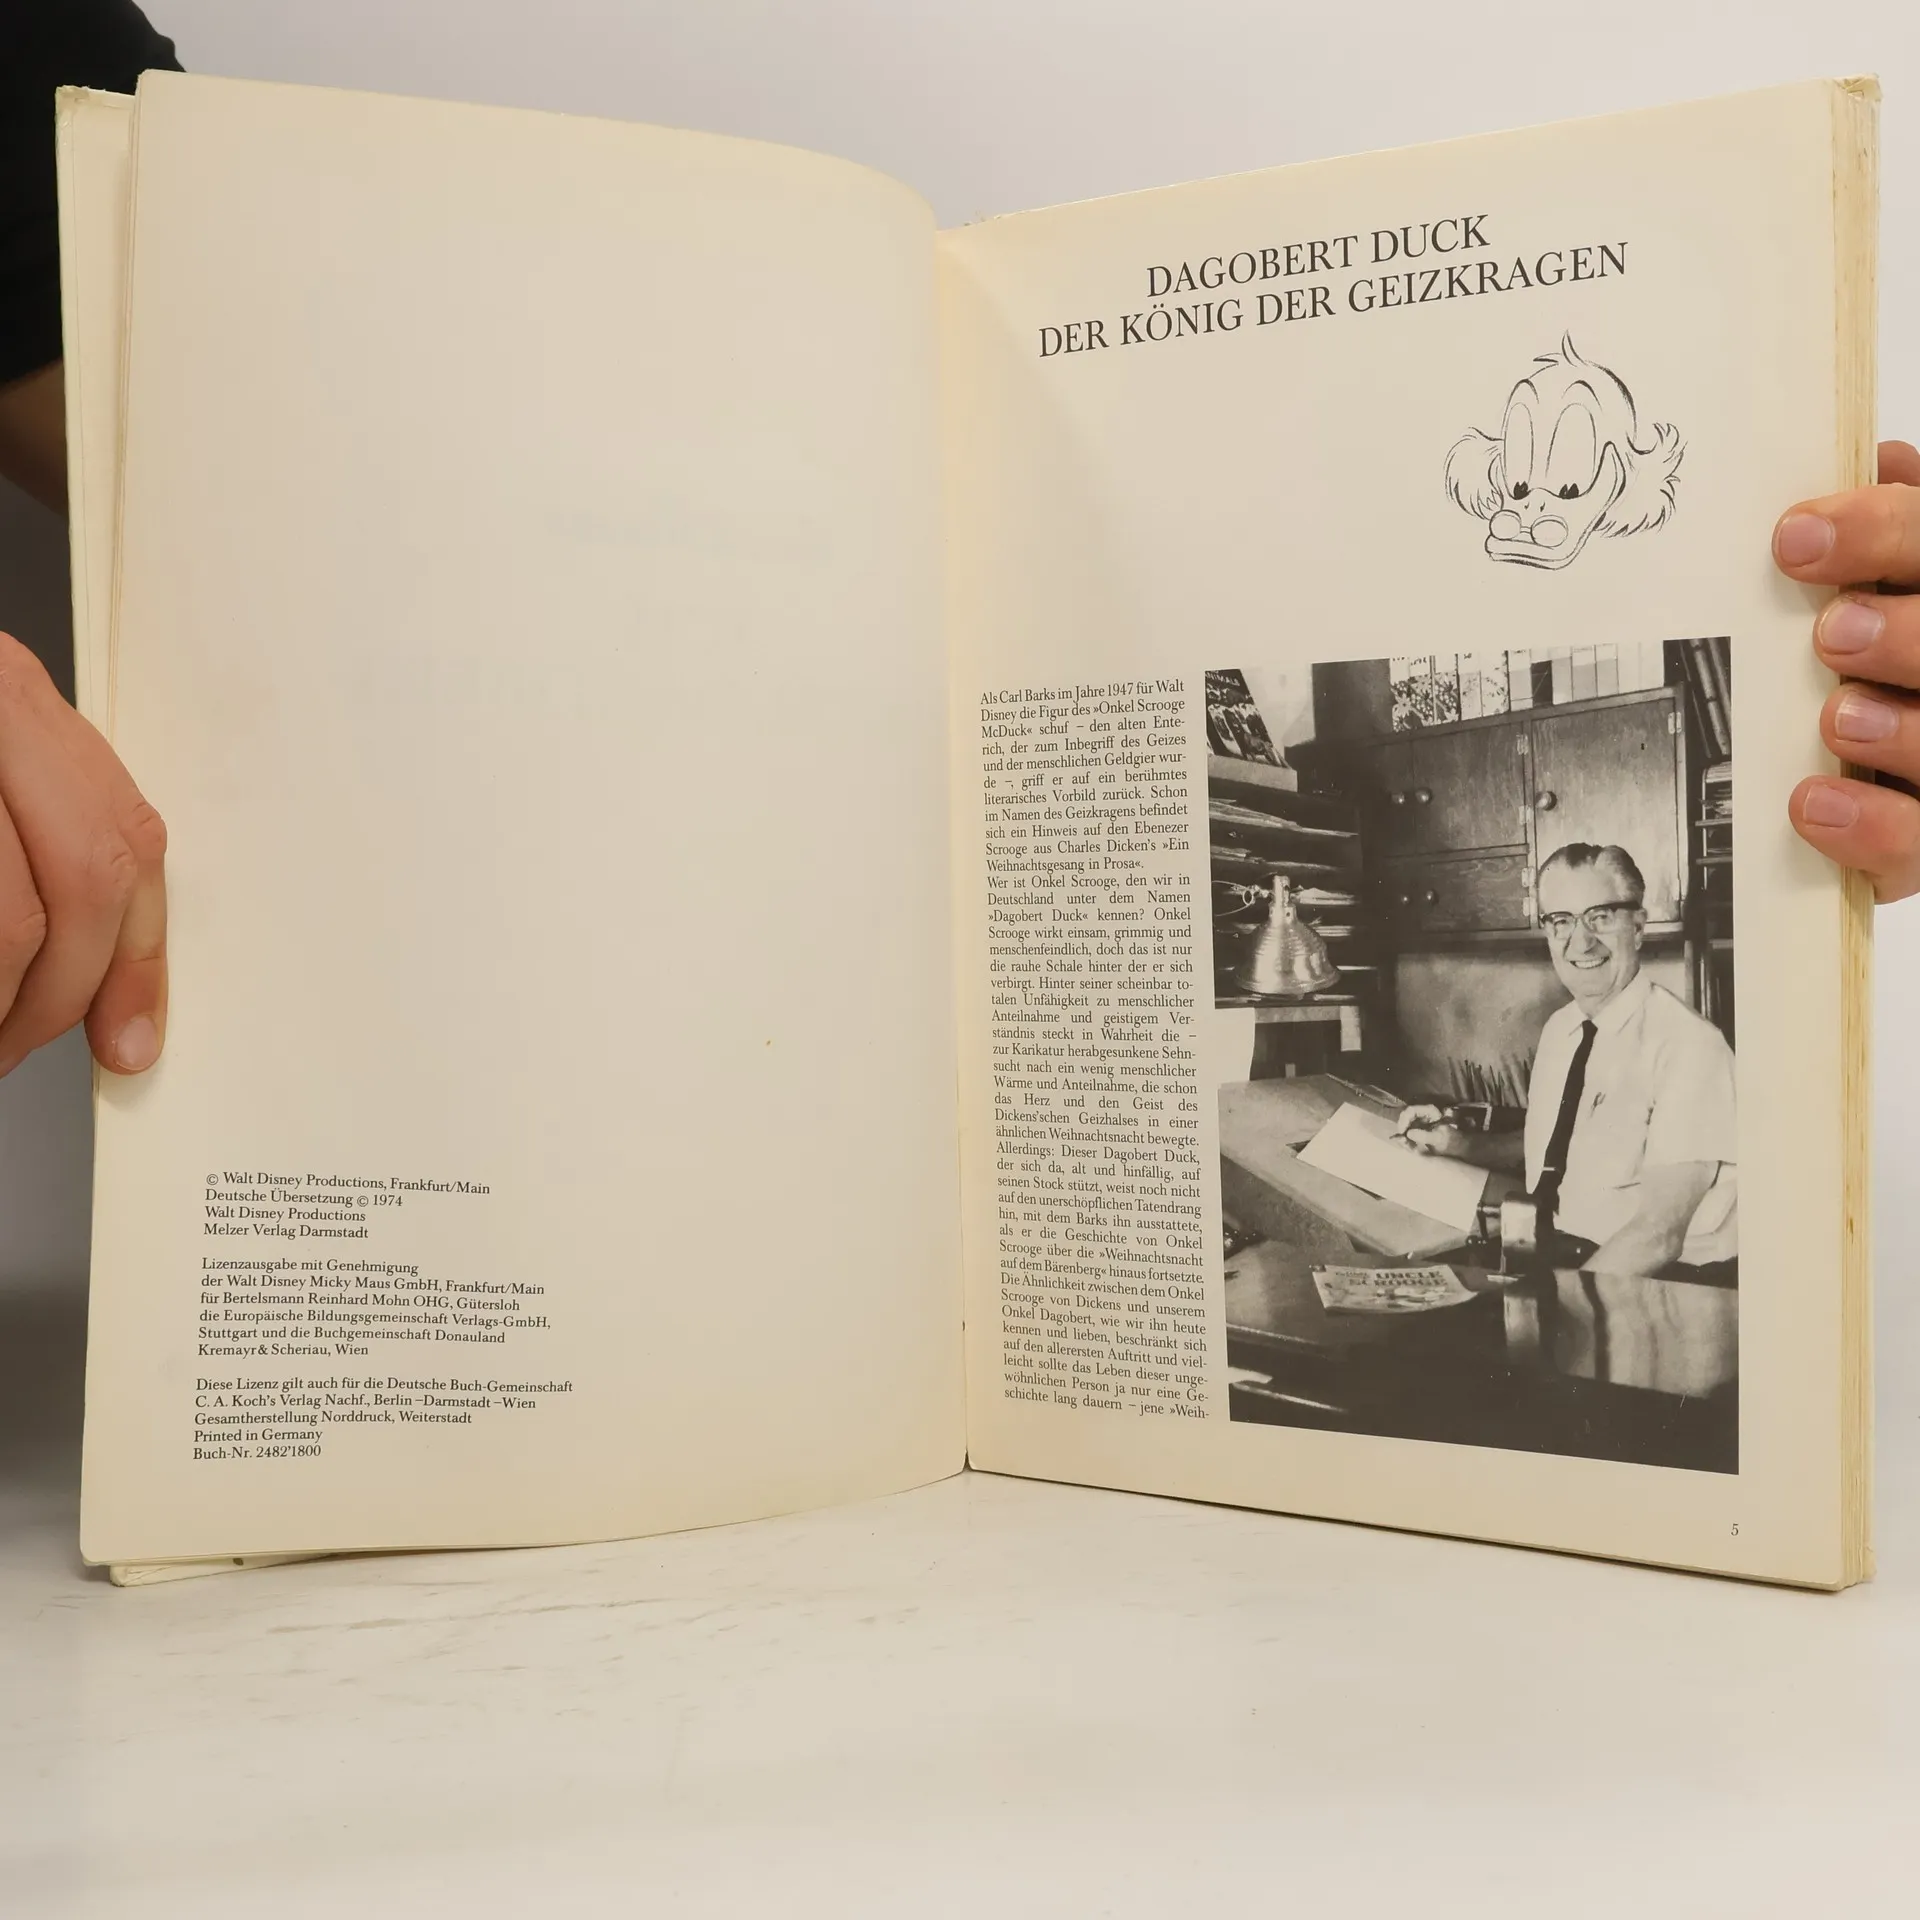 © Walt Disney Productions, Frankfurt/Main
Deutsche Übersetzung © 1974
Walt Disney Productions
Melzer Verlag Darmstadt
Lizenzausgabe mit Genehmigung
der Walt Disney Micky Maus GmbH, Frankfurt/Main
für Bertelsmann Reinhard Mohn OHG, Gütersloh
die Europäische Bildungsgemeinschaft Verlags-GmbH,
Stuttgart und die Buchgemeinschaft Donauland
Kremayr & Scheriau, Wien
Diese Lizenz gilt auch für die Deutsche Buch-Gemeinschaft
C. A. Koch's Verlag Nachf., Berlin–Darmstadt–Wien
Gesamtherstellung Norddruck, Weiterstadt
Printed in Germany
Buch-Nr. 2482'1800
DAGOBERT DUCK
DER KÖNIG DER GEIZKRAGEN
Als Carl Barks im Jahre 1947 für Walt
Disney die Figur des »Onkel Scrooge
McDuck« schuf – den alten Ente-
rich, der zum Inbegriff des Geizes
und der menschlichen Geldgier wur-
de –, griff er auf ein berühmtes
literarisches Vorbild zurück. Schon
im Namen des Geizkragens befindet
sich ein Hinweis auf den Ebenezer
Scrooge aus Charles Dicken's »Ein
Weihnachtsgesang in Prosa«.
Wer ist Onkel Scrooge, den wir in
Deutschland unter dem Namen
»Dagobert Duck« kennen? Onkel
Scrooge wirkt einsam, grimmig und
menschenfeindlich, doch das ist nur
die rauhe Schale hinter der er sich
verbirgt. Hinter seiner scheinbar to-
talen Unfähigkeit zu menschlicher
Anteilnahme und geistigem Ver-
ständnis steckt in Wahrheit die –
zur Karikatur herabgesunkene Sehn-
sucht nach ein wenig menschlicher
Wärme und Anteilnahme, die schon
das Herz und den Geist des
Dickens'schen Geizhalses in einer
ähnlichen Weihnachtsnacht bewegte.
Allerdings: Dieser Dagobert Duck,
der sich da, alt und hinfällig, auf
seinen Stock stützt, weist noch nicht
auf den unerschöpflichen Tatendrang
hin, mit dem Barks ihn ausstattete,
als er die Geschichte von Onkel
Scrooge über die »Weihnachtsnacht
auf dem Bärenberg« hinaus fortsetzte.
Die Ähnlichkeit zwischen dem Onkel
Scrooge von Dickens und unserem
Onkel Dagobert, wie wir ihn heute
kennen und lieben, beschränkt sich
auf den allerersten Auftritt und viel-
leicht sollte das Leben dieser unge-
wöhnlichen Person ja nur eine Ge-
schichte lang dauern – jene »Weih-
UNCLE
SCROOGE
5